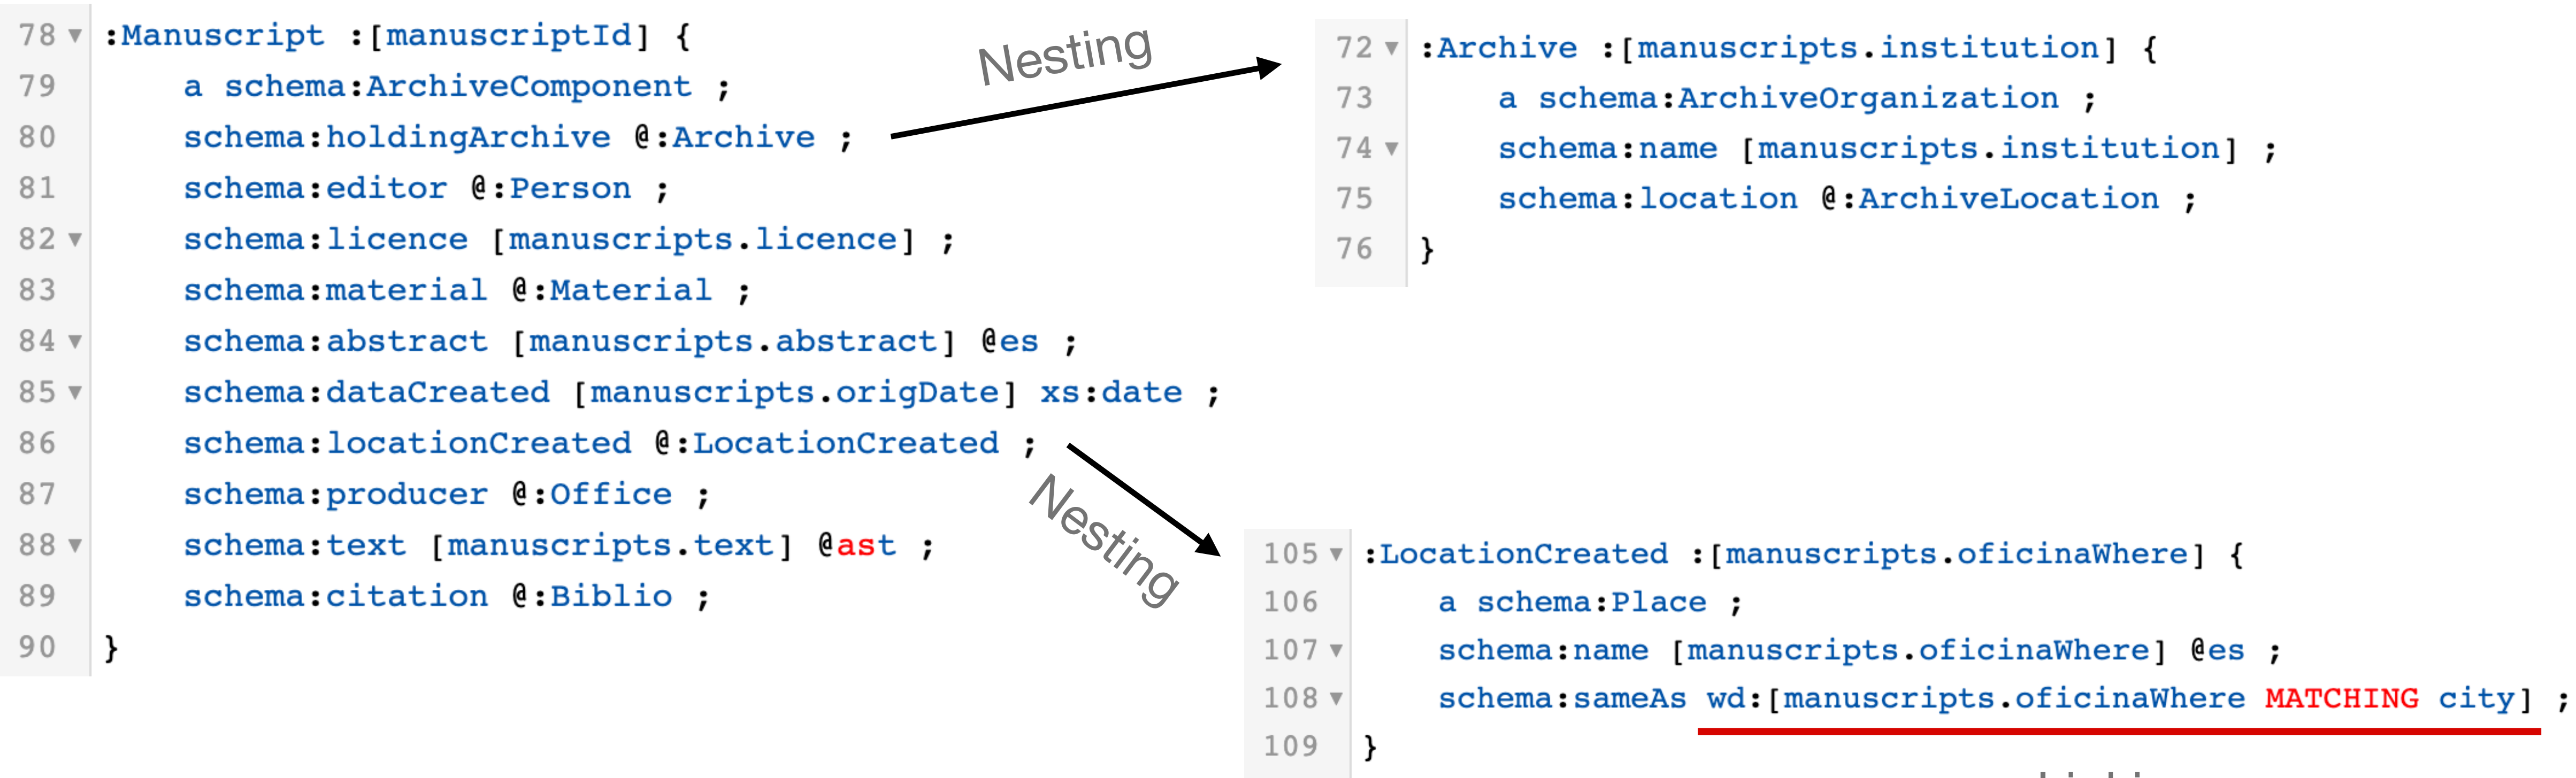 78 :Manuscript :[manuscriptId] {
79 a schema:ArchiveComponent ;
80 schema:holdingArchive @:Archive ;
81 schema:editor @:Person ;
82 schema:licence [manuscripts.licence] ;
83 schema:material @:Material ;
84 schema:abstract [manuscripts.abstract] @es ;
85 schema:dataCreated [manuscripts.origDate] xs:date ;
86 schema:locationCreated @:LocationCreated ;
87 schema:producer @:Office ;
88 schema:text [manuscripts.text] @ast ;
89 schema:citation @:Biblio ;
90 }
Nesting
72 :Archive :[manuscripts.institution] {
73 a schema:ArchiveOrganization ;
74 schema:name [manuscripts.institution] ;
75 schema:location @:ArchiveLocation ;
76 }
Nesting
105 :LocationCreated :[manuscripts.oficinaWhere] {
106 a schema:Place ;
107 schema:name [manuscripts.oficinaWhere] @es ;
108 schema:sameAs wd:[manuscripts.oficinaWhere MATCHING city] ;
109 }